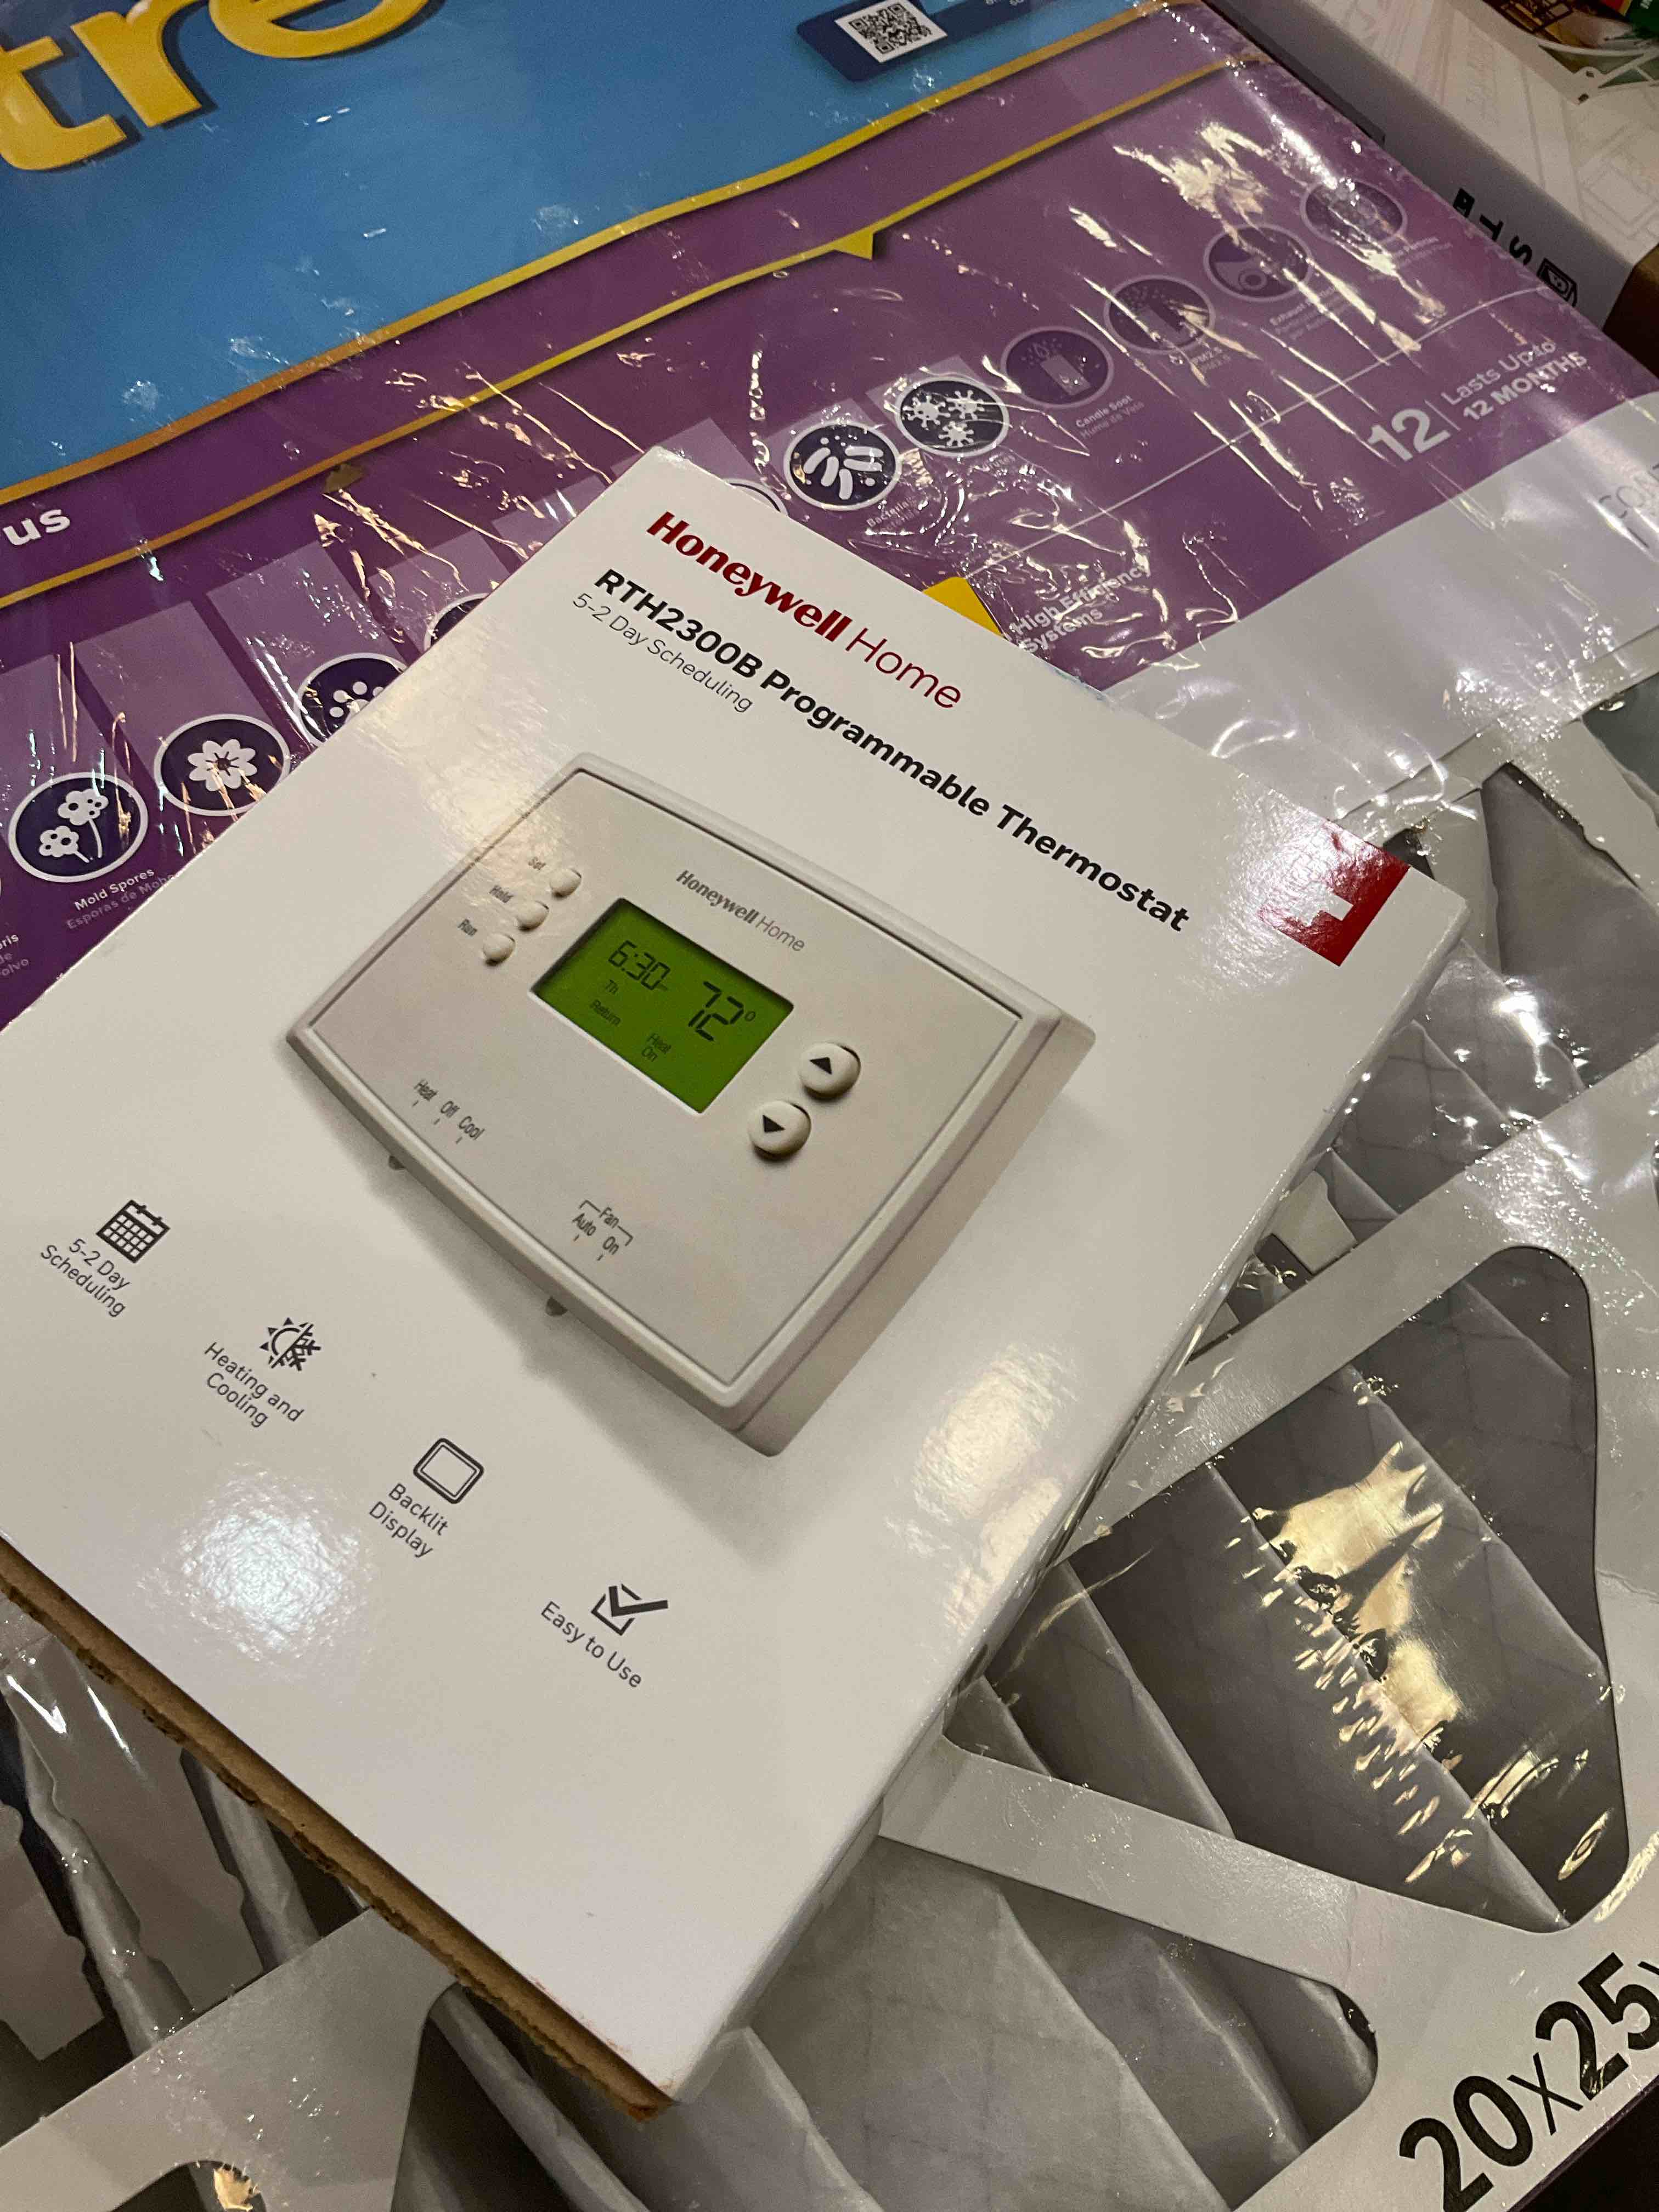 tre
us
Mold Spores
Esporas de Moho
Candle Soot
Humo de Vela
12
Lasts Up to
12 MONTHS
High Efficiency
Systems
Honeywell Home
RTH2300B Programmable Thermostat
5-2 Day Scheduling
Honeywell Home
Set
Hold
Run
6:30
72°
Th
Return
Heat
On
Heat Off Cool
Fan
Auto On
5-2 Day
Scheduling
Heating and
Cooling
Backlit
Display
Easy to Use
20x25